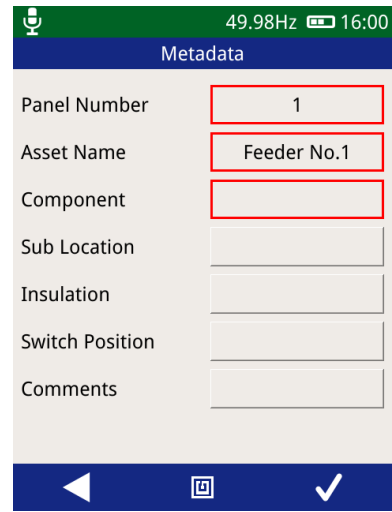 49.98Hz 16:00
Metadata
Panel Number 1
Asset Name Feeder No.1
Component
Sub Location
Insulation
Switch Position
Comments